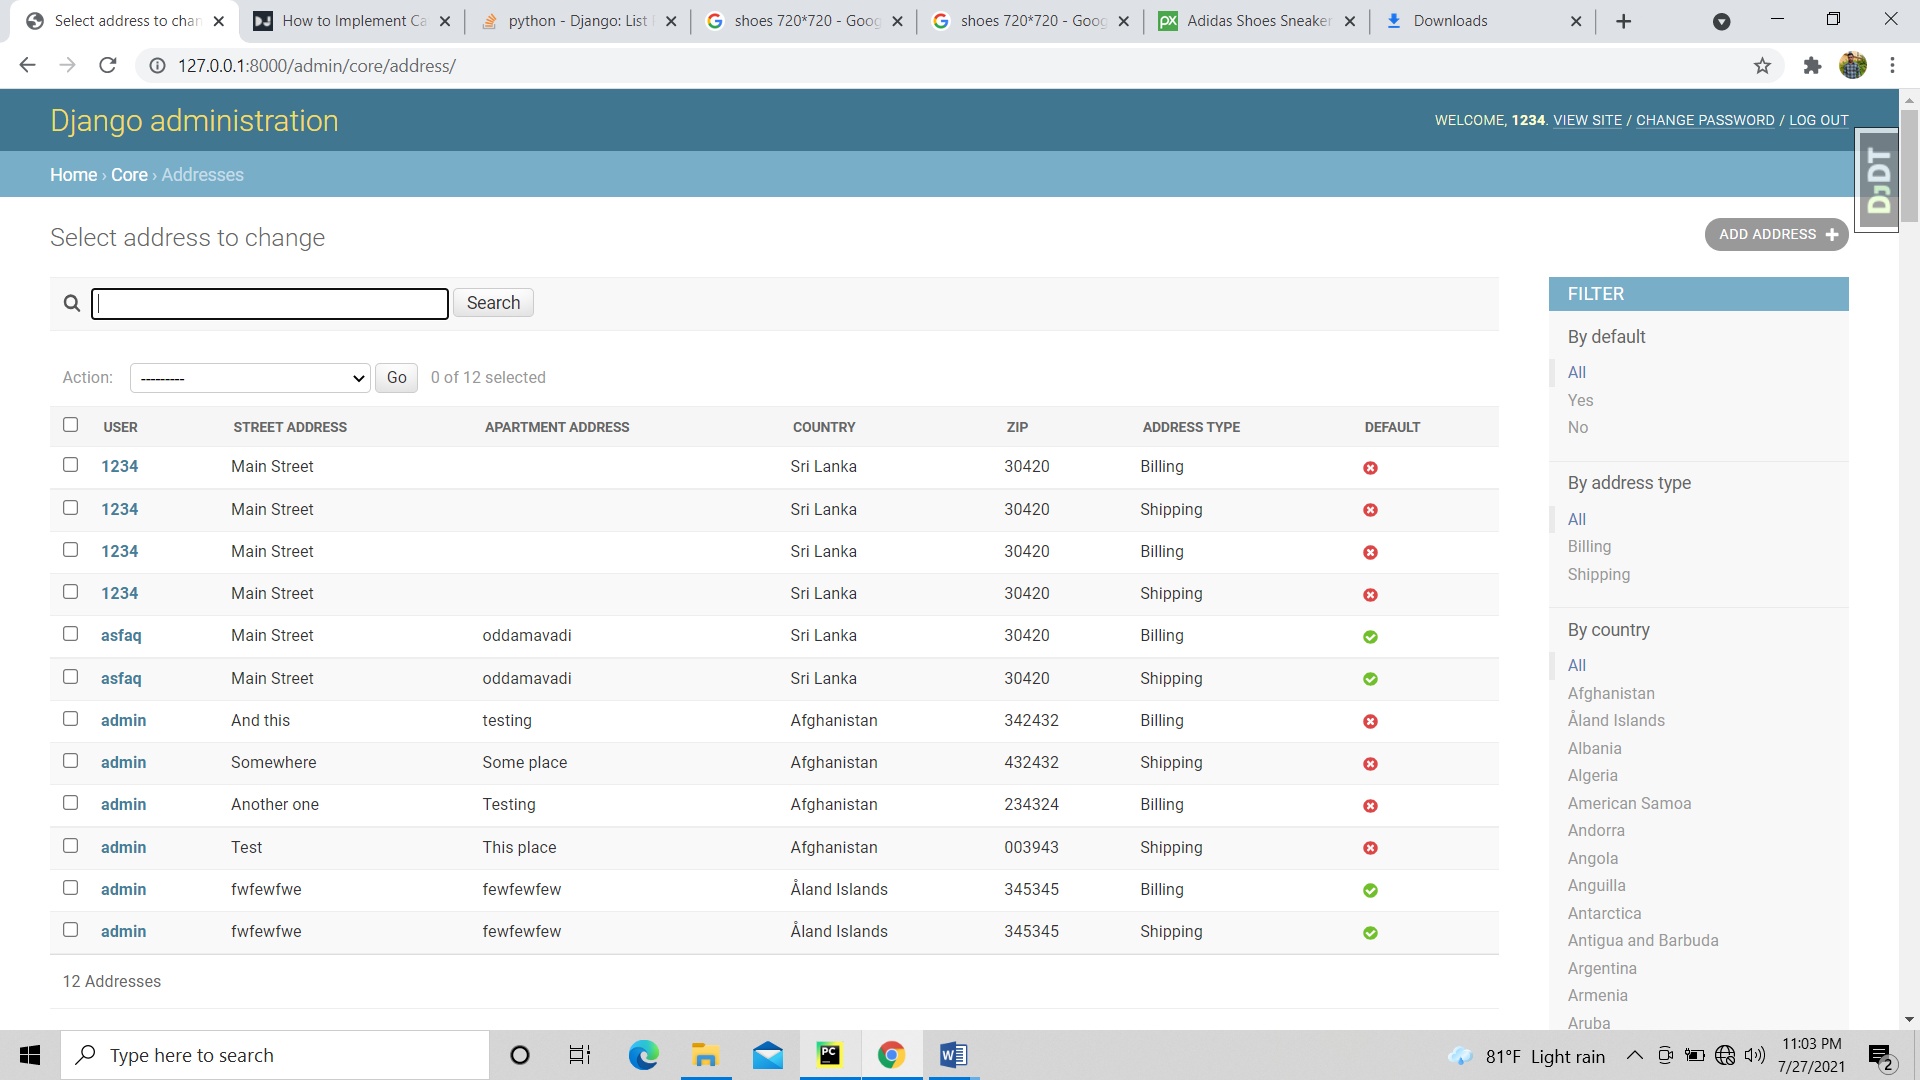 Select address to chan
How to Implement Ca
python - Django: List
shoes 720*720 - Goog
shoes 720*720 - Goog
Adidas Shoes Sneaker
Downloads
127.0.0.1:8000/admin/core/address/
Django administration
WELCOME, 1234. VIEW SITE / CHANGE PASSWORD / LOG OUT
DJDT
Home › Core › Addresses
Select address to change
ADD ADDRESS +
Search
Action: --------- Go 0 of 12 selected
USER STREET ADDRESS APARTMENT ADDRESS COUNTRY ZIP ADDRESS TYPE DEFAULT
1234 Main Street Sri Lanka 30420 Billing
1234 Main Street Sri Lanka 30420 Shipping
1234 Main Street Sri Lanka 30420 Billing
1234 Main Street Sri Lanka 30420 Shipping
asfaq Main Street oddamavadi Sri Lanka 30420 Billing
asfaq Main Street oddamavadi Sri Lanka 30420 Shipping
admin And this testing Afghanistan 342432 Billing
admin Somewhere Some place Afghanistan 432432 Shipping
admin Another one Testing Afghanistan 234324 Billing
admin Test This place Afghanistan 003943 Shipping
admin fwfewfwe fewfewfew Åland Islands 345345 Billing
admin fwfewfwe fewfewfew Åland Islands 345345 Shipping
12 Addresses
FILTER
By default
All
Yes
No
By address type
All
Billing
Shipping
By country
All
Afghanistan
Åland Islands
Albania
Algeria
American Samoa
Andorra
Angola
Anguilla
Antarctica
Antigua and Barbuda
Argentina
Armenia
Aruba
Type here to search
81°F Light rain
11:03 PM
7/27/2021
2